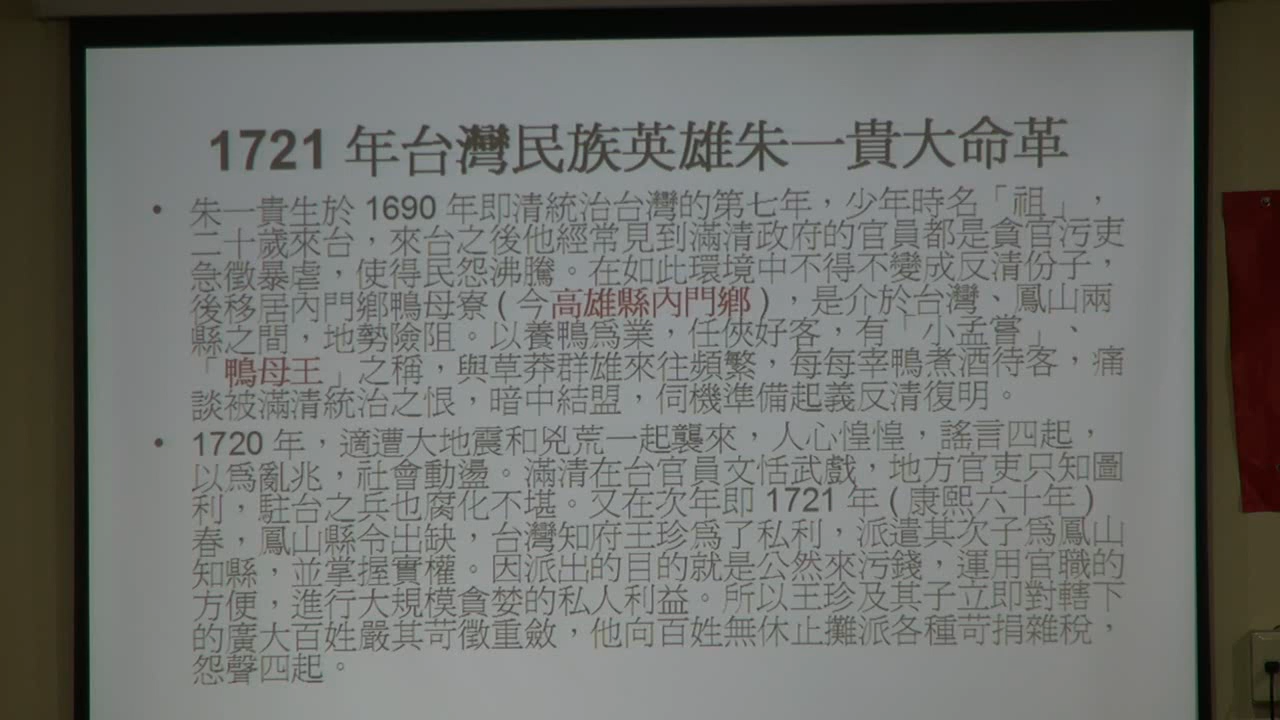 1721 年台灣民族英雄朱一貴大命革
• 朱一貴生於 1690 年即清統治台灣的第七年，少年時名「祖」，
二十歲來台，來台之後他經常見到滿清政府的官員都是貪官污吏
急徵暴虐，使得民怨沸騰。在如此環境中不得不變成反清份子，
後移居內門鄉鴨母寮（今高雄縣內門鄉），是介於台灣、鳳山兩
縣之間，地勢險阻。以養鴨為業，任俠好客，有「小孟嘗」、
「鴨母王」之稱，與草莽群雄來往頻繁，每每宰鴨煮酒待客，痛
談被滿清統治之恨，暗中結盟，伺機準備起義反清復明。
• 1720 年，適遭大地震和兇荒一起襲來，人心惶惶，謠言四起，
以為亂兆，社會動盪。滿清在台官員文恬武戲，地方官吏只知圖
利，駐台之兵也腐化不堪。又在次年即 1721 年（康熙六十年）
春，鳳山縣令出缺，台灣知府王珍為了私利，派遣其次子為鳳山
知縣，並掌握實權。因派出的目的就是公然來污錢，運用官職的
方便，進行大規模貪婪的私人利益。所以王珍及其子立即對轄下
的廣大百姓嚴其苛徵重斂，他向百姓無休止攤派各種苛捐雜稅，
怨聲四起。